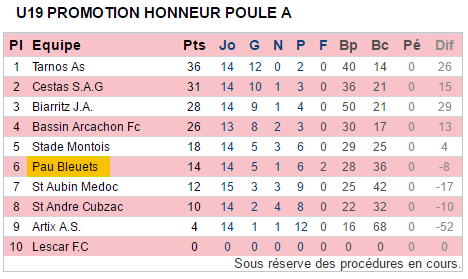 U19 PROMOTION HONNEUR POULE A
Pl Equipe Pts Jo G N P F Bp Bc Pé Dif
1 Tarnos As 36 14 12 0 2 0 40 14 0 26
2 Cestas S.A.G 31 14 10 1 3 0 36 21 0 15
3 Biarritz J.A. 28 14 9 1 4 0 50 21 0 29
4 Bassin Arcachon Fc 26 13 8 2 3 0 30 17 0 13
5 Stade Montois 18 14 5 3 6 0 29 25 0 4
6 Pau Bleuets 14 14 5 1 6 2 28 36 0 -8
7 St Aubin Medoc 12 15 3 3 9 0 25 42 0 -17
8 St Andre Cubzac 10 14 2 4 8 0 22 32 0 -10
9 Artix A.S. 4 14 1 1 12 0 16 68 0 -52
10 Lescar F.C 0 0 0 0 0 0 0 0 0 0
Sous réserve des procédures en cours.